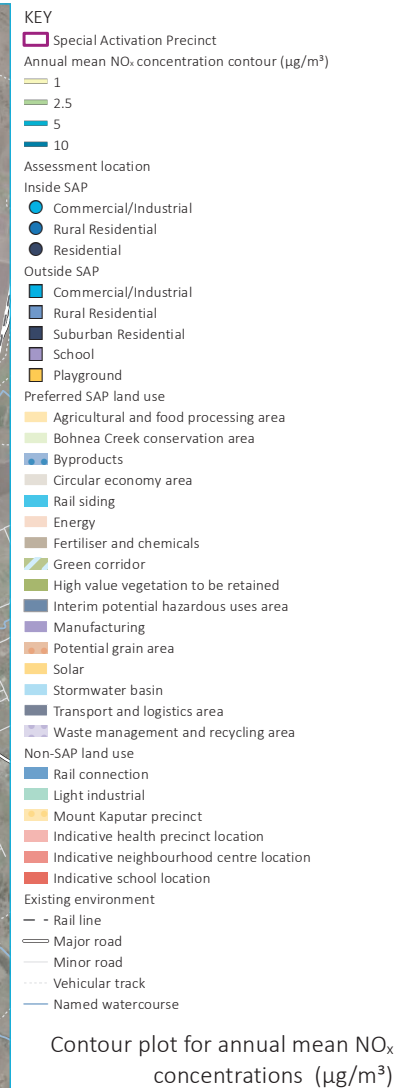 KEY
Special Activation Precinct
Annual mean NOₓ concentration contour (µg/m³)
1
2.5
5
10
Assessment location
Inside SAP
Commercial/Industrial
Rural Residential
Residential
Outside SAP
Commercial/Industrial
Rural Residential
Suburban Residential
School
Playground
Preferred SAP land use
Agricultural and food processing area
Bohnea Creek conservation area
Byproducts
Circular economy area
Rail siding
Energy
Fertiliser and chemicals
Green corridor
High value vegetation to be retained
Interim potential hazardous uses area
Manufacturing
Potential grain area
Solar
Stormwater basin
Transport and logistics area
Waste management and recycling area
Non-SAP land use
Rail connection
Light industrial
Mount Kaputar precinct
Indicative health precinct location
Indicative neighbourhood centre location
Indicative school location
Existing environment
Rail line
Major road
Minor road
Vehicular track
Named watercourse
Contour plot for annual mean NOₓ
concentrations (µg/m³)